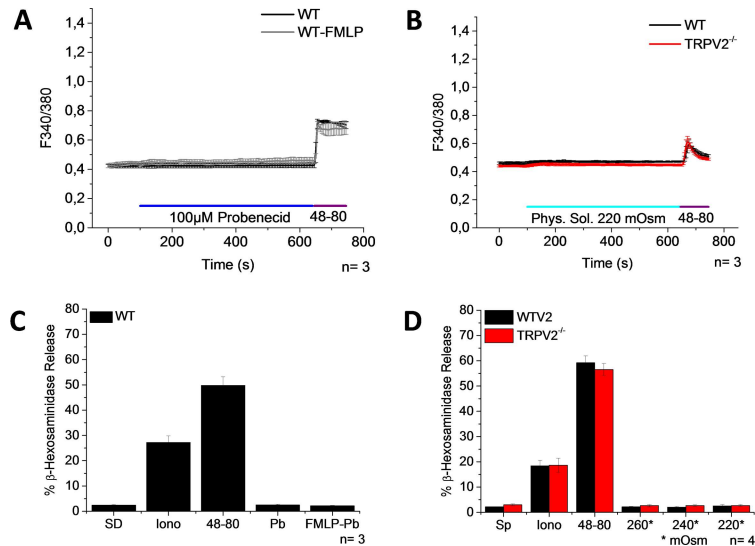 A
WT
WT-FMLP
F340/380
1,4
1,2
1,0
0,8
0,6
0,4
0,2
0,0
100µM Probenecid
48-80
0
200
400
600
800
Time (s)
n= 3
B
WT
TRPV2-/-
F340/380
1,4
1,2
1,0
0,8
0,6
0,4
0,2
0,0
Phys. Sol. 220 mOsm
48-80
0
200
400
600
800
Time (s)
n= 3
C
WT
% β-Hexosaminidase Release
80
70
60
50
40
30
20
10
0
SD
Iono
48-80
Pb
FMLP-Pb
n= 3
D
WTV2
TRPV2-/-
% β-Hexosaminidase Release
80
70
60
50
40
30
20
10
0
Sp
Iono
48-80
260*
240*
220*
* mOsm
n= 4